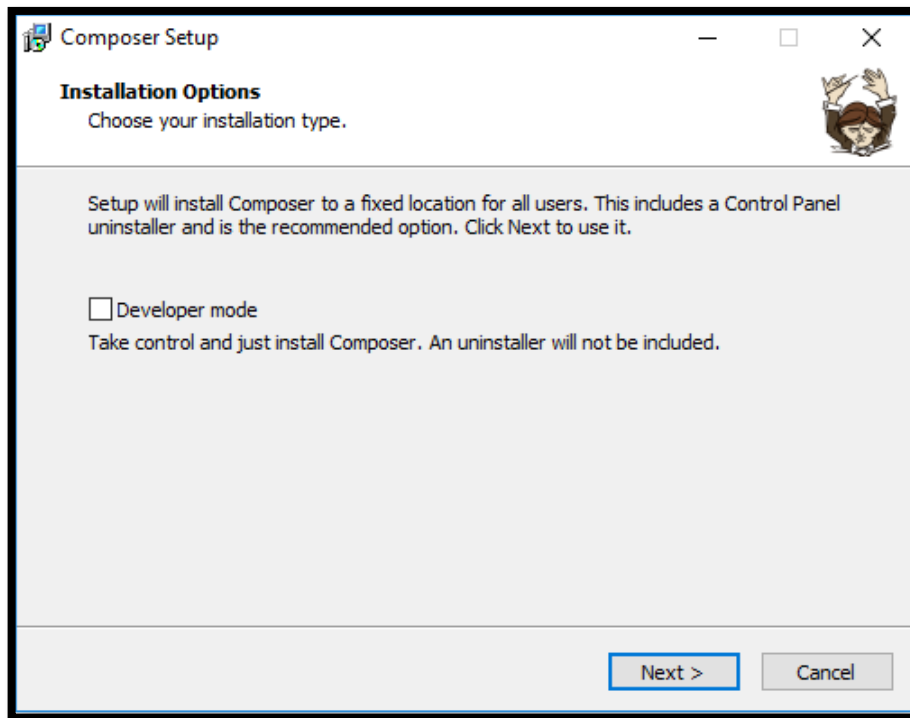 Composer Setup
Installation Options
Choose your installation type.
Setup will install Composer to a fixed location for all users. This includes a Control Panel
uninstaller and is the recommended option. Click Next to use it.
Developer mode
Take control and just install Composer. An uninstaller will not be included.
Next >
Cancel